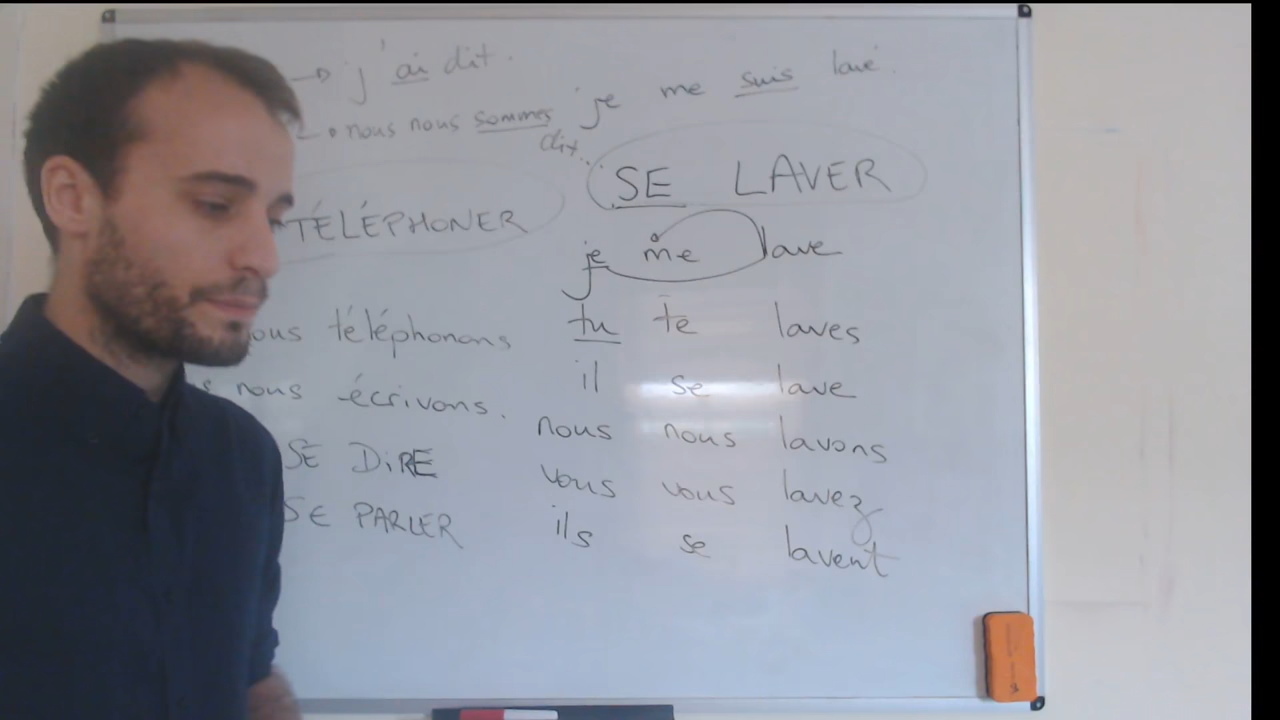 → j'ai dit.
→ • nous nous sommes dit...
je me suis lavé.
TÉLÉPHONER
nous téléphonons
nous écrivons.
SE DIRE
SE PARLER
SE LAVER
je me lave
tu te laves
il se lave
nous nous lavons
vous vous lavez
ils se lavent